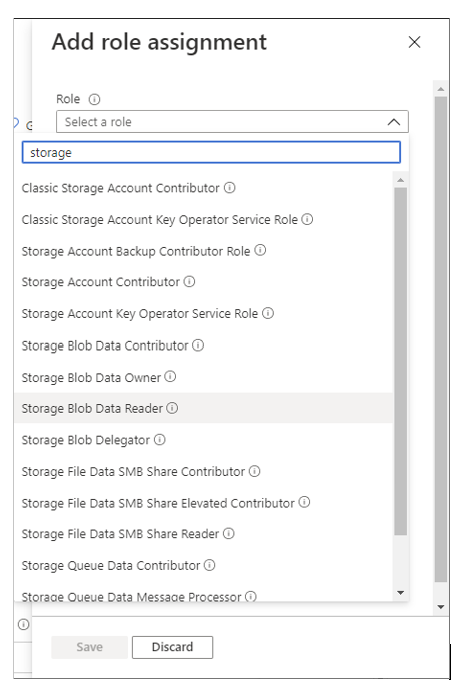 Add role assignment
Role
G
Select a role
storage
Classic Storage Account Contributor
Classic Storage Account Key Operator Service Role
Storage Account Backup Contributor Role
Storage Account Contributor
Storage Account Key Operator Service Role
Storage Blob Data Contributor
Storage Blob Data Owner
Storage Blob Data Reader
Storage Blob Delegator
Storage File Data SMB Share Contributor
Storage File Data SMB Share Elevated Contributor
Storage File Data SMB Share Reader
Storage Queue Data Contributor
Storage Queue Data Message Processor
Save Discard